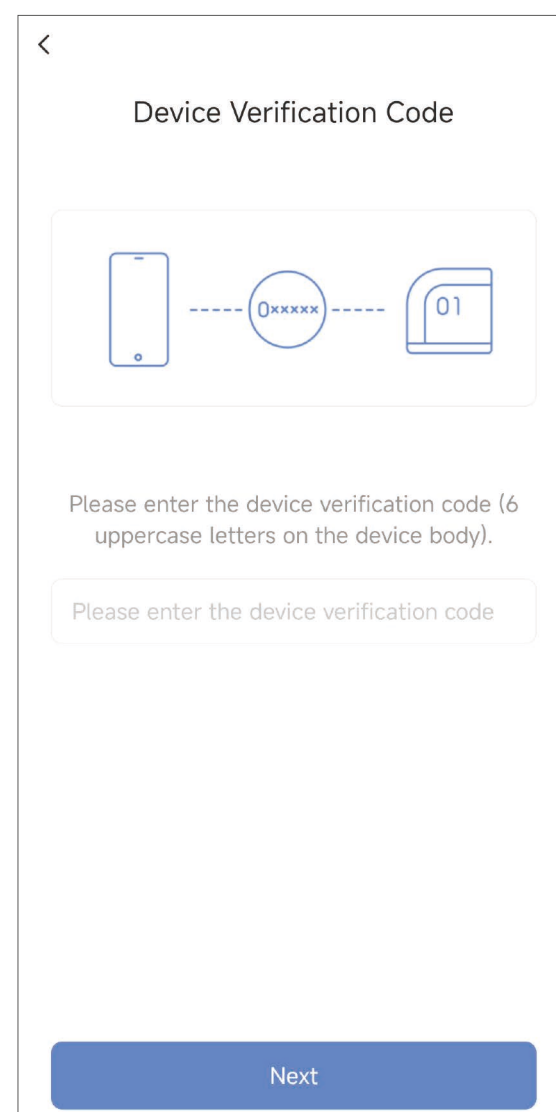 Device Verification Code
0xxxxx
01
Please enter the device verification code (6
uppercase letters on the device body).
Please enter the device verification code
Next